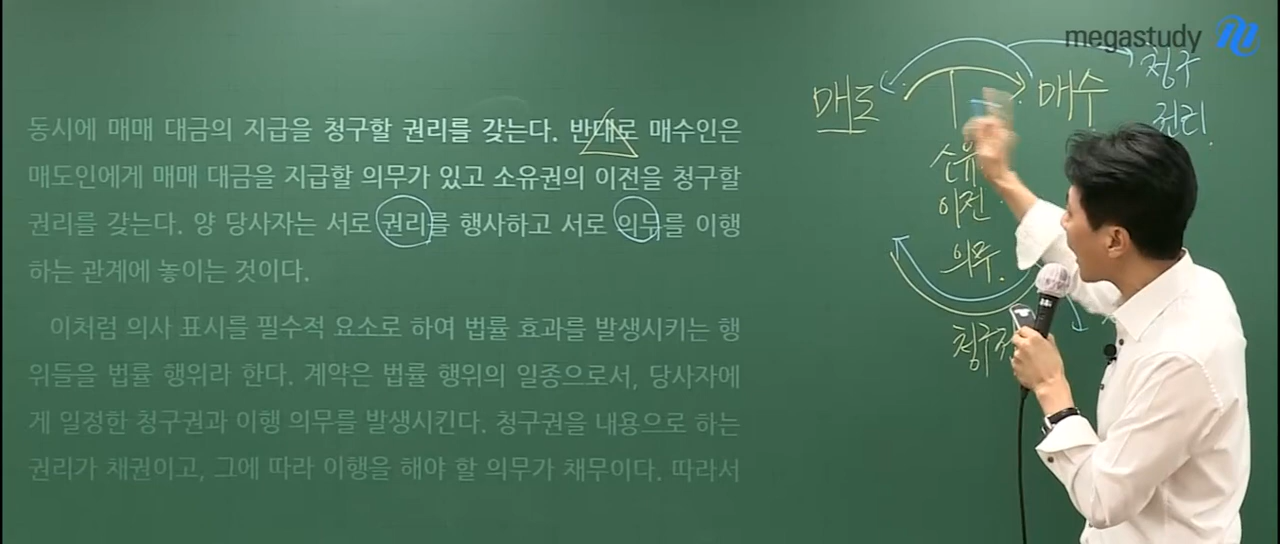 megastudy
동시에 매매 대금의 지급을 청구할 권리를 갖는다. 반대로 매수인은
매도인에게 매매 대금을 지급할 의무가 있고 소유권의 이전을 청구할
권리를 갖는다. 양 당사자는 서로 권리를 행사하고 서로 의무를 이행
하는 관계에 놓이는 것이다.
이처럼 의사 표시를 필수적 요소로 하여 법률 효과를 발생시키는 행
위들을 법률 행위라 한다. 계약은 법률 행위의 일종으로서, 당사자에
게 일정한 청구권과 이행 의무를 발생시킨다. 청구권을 내용으로 하는
권리가 채권이고, 그에 따라 이행을 해야 할 의무가 채무이다. 따라서
매도
매수
청구
권리
소유
이전
의무